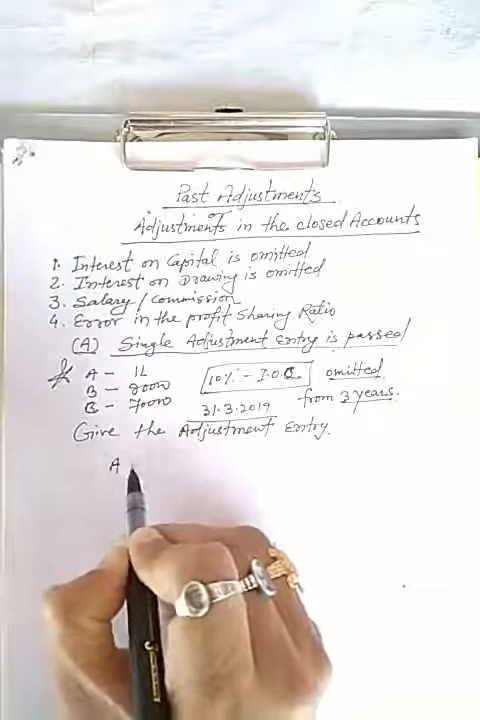 Past Adjustments
or
Adjustments in the closed Accounts
1. Interest on Capital is omitted
2. Interest on Drawing is omitted
3. Salary / Commission
4. Error in the profit Sharing Ratio
(A) Single Adjustment Entry is passed
A - 1L 10% - I.O.C omitted
B - 80000 from 3 years.
C - 70000 31.3.2019
Give the Adjustment Entry.
A